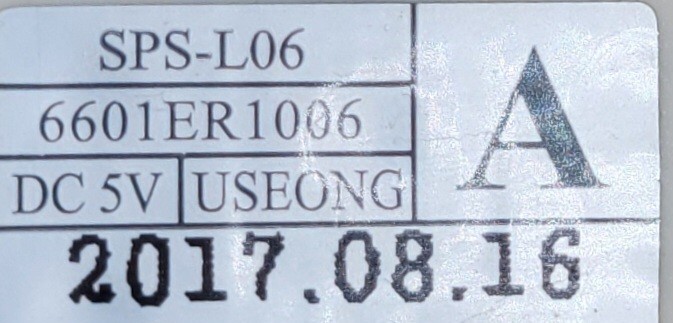 SPS-L06
6601ER1006
DC 5V USEONG
A
2017.08.16